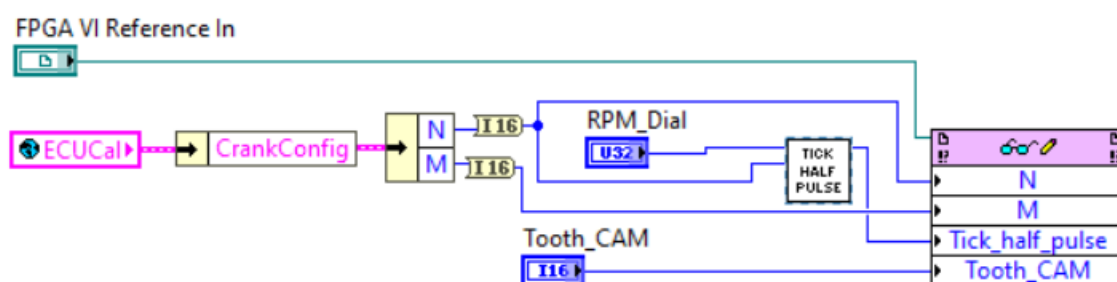 FPGA VI Reference In
ECUCal
CrankConfig
N
M
I16
I16
RPM_Dial
U32
TICK
HALF
PULSE
Tooth_CAM
I16
N
M
Tick_half_pulse
Tooth_CAM